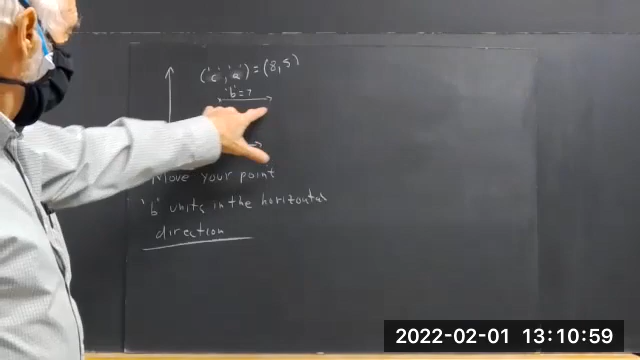 ('c', 'a') = (8,5)
'b' = 7
Move your point
'b' units in the horizontal
direction
2022-02-01 13:10:59